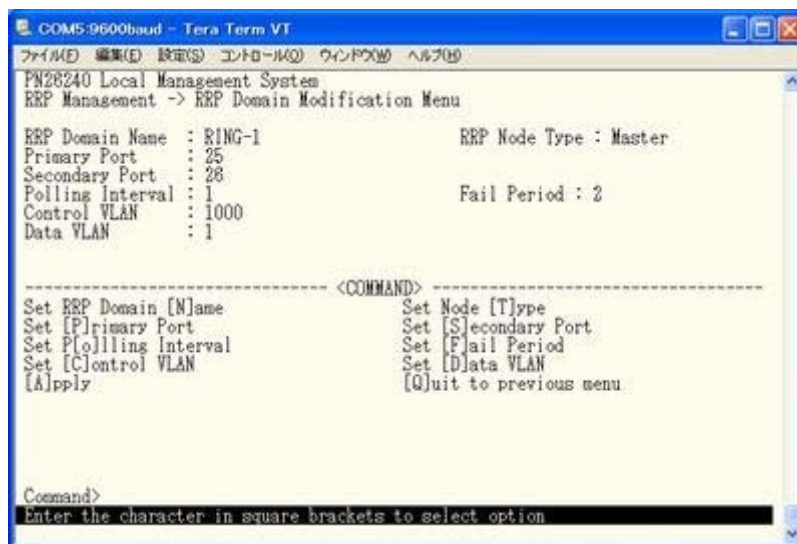 COM5:9600baud - Tera Term VT
ファイル(F) 編集(E) 設定(S) コントロール(O) ウィンドウ(W) ヘルプ(H)
PN26240 Local Management System
RRP Management -> RRP Domain Modification Menu
RRP Domain Name : RING-1 RRP Node Type : Master
Primary Port : 25
Secondary Port : 26
Polling Interval : 1 Fail Period : 2
Control VLAN : 1000
Data VLAN : 1
-------------------------------- <COMMAND> -----------------------------------
Set RRP Domain [N]ame Set Node [T]ype
Set [P]rimary Port Set [S]econdary Port
Set P[o]llling Interval Set [F]ail Period
Set [C]ontrol VLAN Set [D]ata VLAN
[A]pply [Q]uit to previous menu
Command>
Enter the character in square brackets to select option